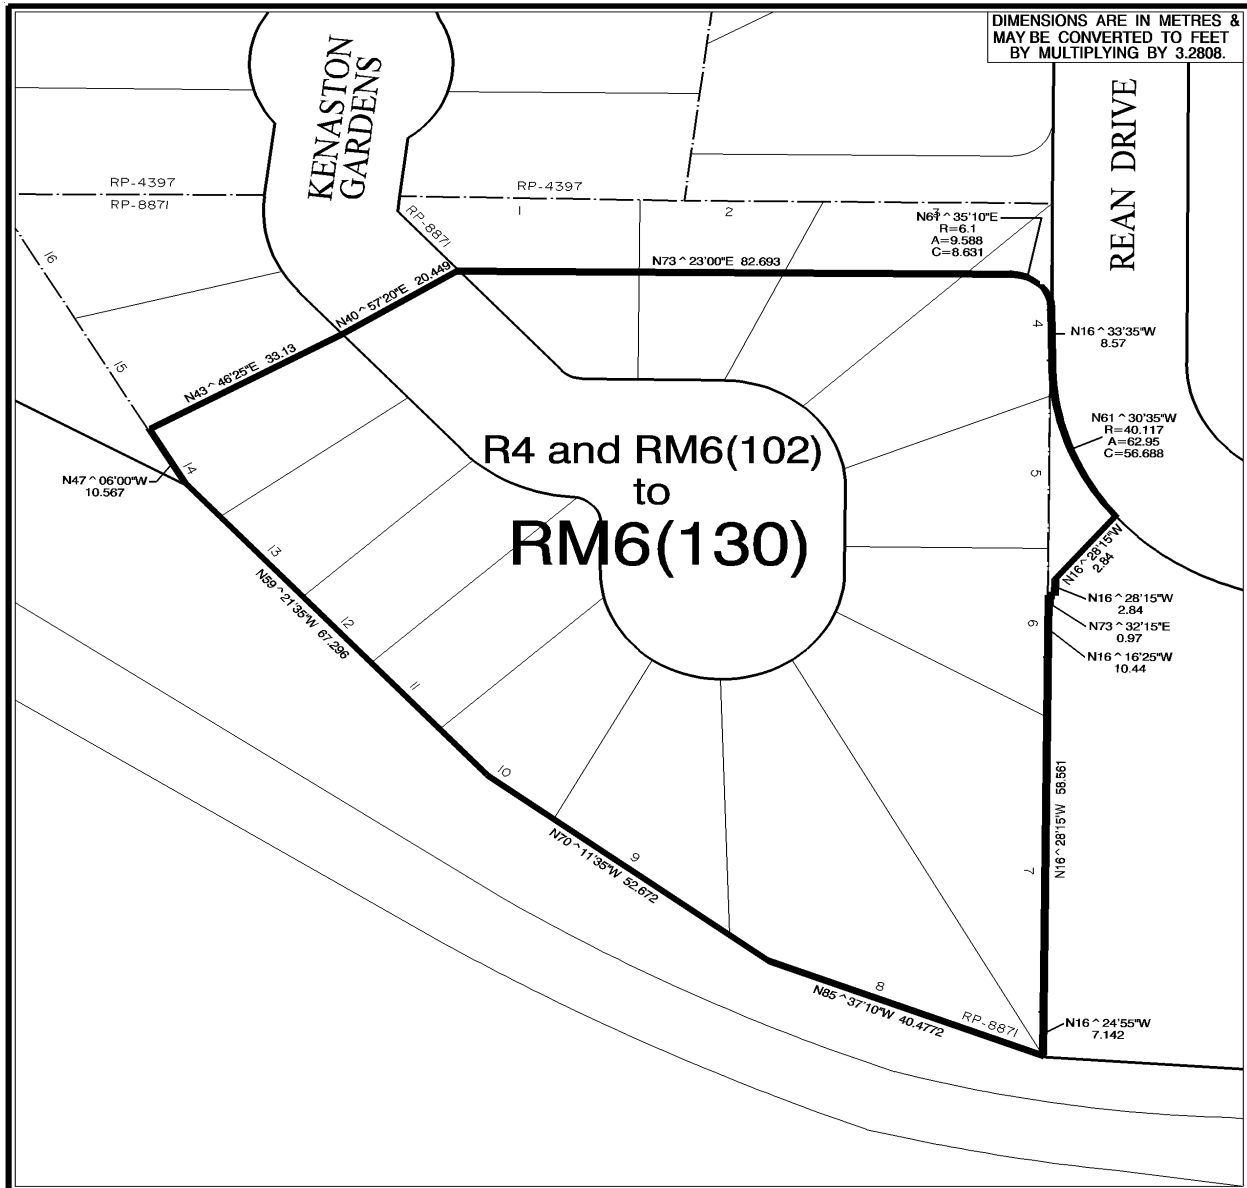 DIMENSIONS ARE IN METRES &
MAY BE CONVERTED TO FEET
BY MULTIPLYING BY 3.2808.
KENASTON
GARDENS
REAN DRIVE
RP-4397
RP-8871
RP-4397
RP-8871
1
2
3
N61^35'10"E
R=6.1
A=9.588
C=8.631
N73^23'00"E 82.693
N40^57'20"E 20.449
N43^46'25"E 33.13
16
15
14
4
N16^33'35"W
8.57
N61^30'35"W
R=40.117
A=62.95
C=56.688
R4 and RM6(102)
to
RM6(130)
N47^06'00"W
10.567
5
N16^28'15"W
2.84
N16^28'15"W
2.84
N73^32'15"E
0.97
N16^16'25"W
10.44
6
13
N59^21'35"W 67.296
12
11
10
N16^28'15"W 58.561
7
9
N70^11'35"W 52.672
8
N85^37'10"W 40.4772
RP-8871
N16^24'55"W
7.142